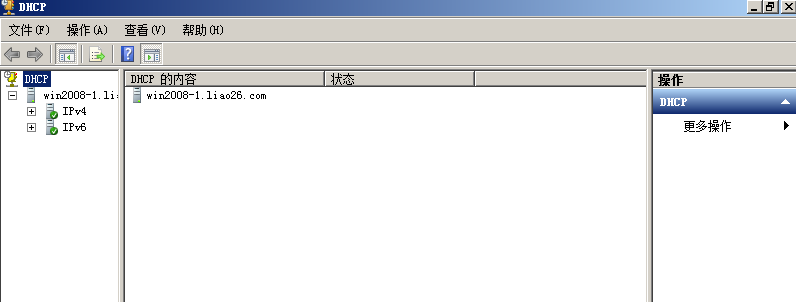 DHCP
文件(F) 操作(A) 查看(V) 帮助(H)
DHCP
win2008-1.lia
IPv4
IPv6
DHCP 的内容 状态
win2008-1.liao26.com
操作
DHCP
更多操作